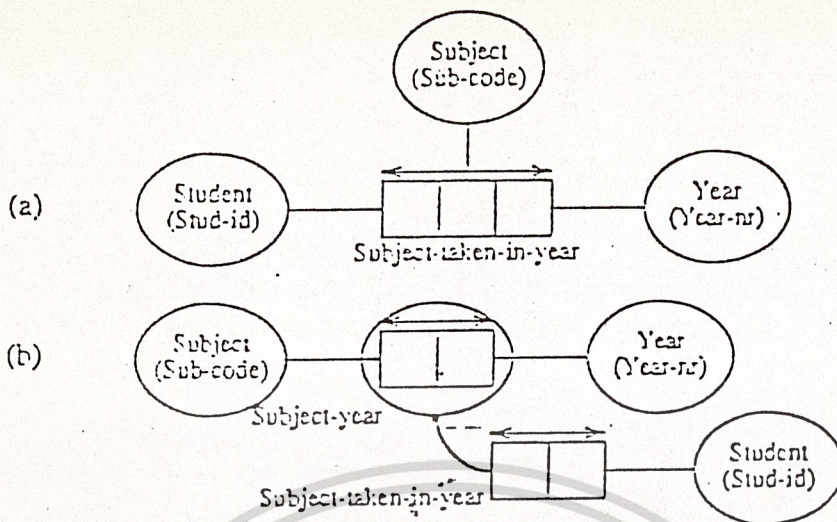 Subject
(Sub-code)
(a)
Student
(Stud-id)
Year
(Year-nr)
Subject-taken-in-year
(b)
Subject
(Sub-code)
Year
(Year-nr)
Subject-year
Student
(Stud-id)
Subject-taken-in-year